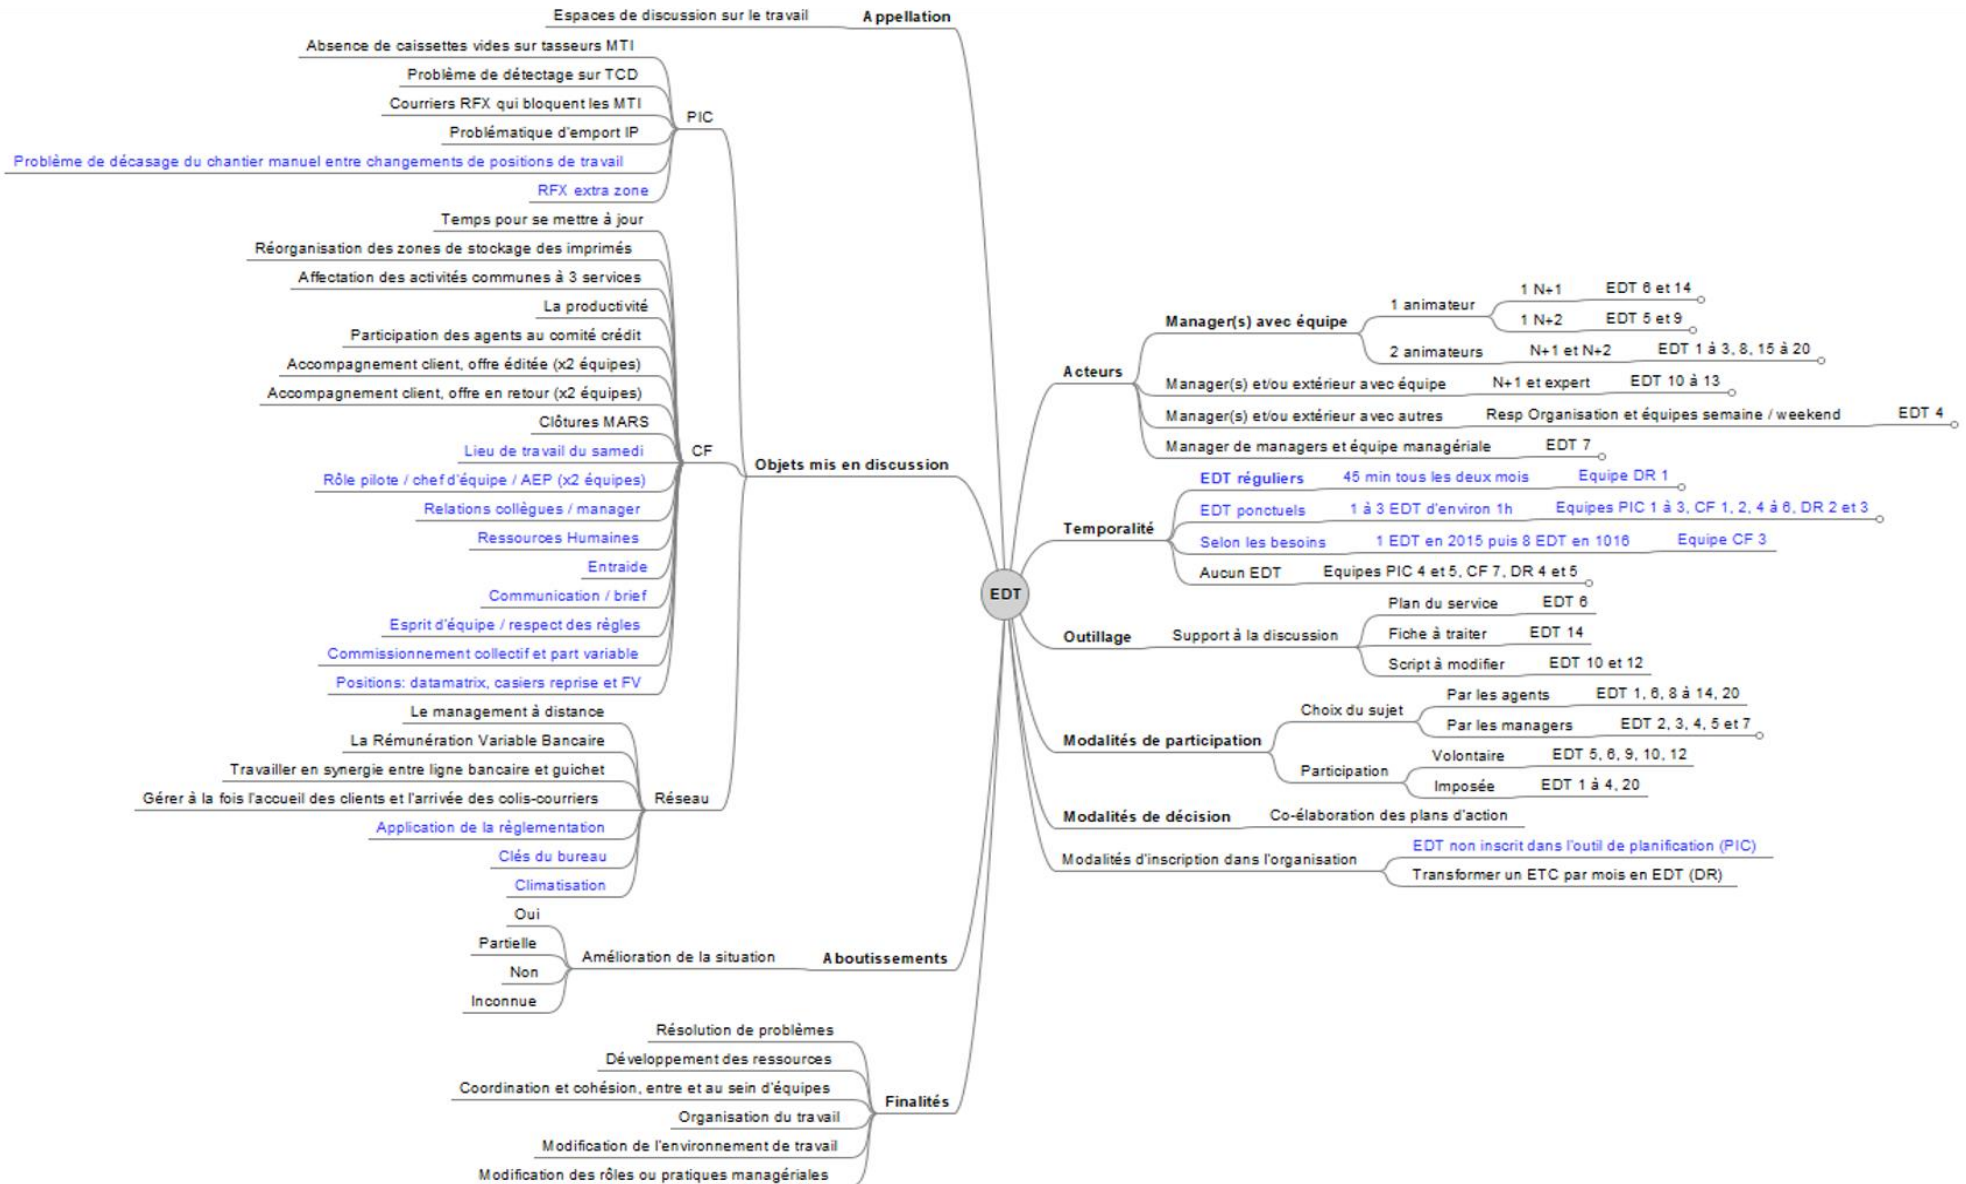 Espaces de discussion sur le travail
Appellation
Absence de caissettes vides sur tasseurs MTI
Problème de détectage sur TCD
Courriers RFX qui bloquent les MTI
Problématique d'emport IP
Problème de décasage du chantier manuel entre changements de positions de travail
RFX extra zone
PIC
Temps pour se mettre à jour
Réorganisation des zones de stockage des imprimés
Affectation des activités communes à 3 services
La productivité
Participation des agents au comité crédit
Accompagnement client, offre éditée (x2 équipes)
Accompagnement client, offre en retour (x2 équipes)
Clôtures MARS
Lieu de travail du samedi
Rôle pilote / chef d'équipe / AEP (x2 équipes)
Relations collègues / manager
Ressources Humaines
Entraide
Communication / brief
Esprit d'équipe / respect des règles
Commissionnement collectif et part variable
Positions: datamatrix, casiers reprise et FV
CF
Objets mis en discussion
Le management à distance
La Rémunération Variable Bancaire
Travailler en synergie entre ligne bancaire et guichet
Gérer à la fois l'accueil des clients et l'arrivée des colis-courriers
Application de la règlementation
Clés du bureau
Climatisation
Réseau
Oui
Partielle
Non
Inconnue
Amélioration de la situation
Aboutissements
Résolution de problèmes
Développement des ressources
Coordination et cohésion, entre et au sein d'équipes
Organisation du travail
Modification de l'environnement de travail
Modification des rôles ou pratiques managériales
Finalités
EDT
Acteurs
Manager(s) avec équipe
1 animateur
1 N+1
EDT 6 et 14
1 N+2
EDT 5 et 9
2 animateurs
N+1 et N+2
EDT 1 à 3, 8, 15 à 20
Manager(s) et/ou extérieur avec équipe
N+1 et expert
EDT 10 à 13
Manager(s) et/ou extérieur avec autres
Resp Organisation et équipes semaine / weekend
EDT 4
Manager de managers et équipe managériale
EDT 7
Temporalité
EDT réguliers
45 min tous les deux mois
Equipe DR 1
EDT ponctuels
1 à 3 EDT d'environ 1h
Equipes PIC 1 à 3, CF 1, 2, 4 à 6, DR 2 et 3
Selon les besoins
1 EDT en 2015 puis 8 EDT en 1016
Equipe CF 3
Aucun EDT
Equipes PIC 4 et 5, CF 7, DR 4 et 5
Outillage
Support à la discussion
Plan du service
EDT 6
Fiche à traiter
EDT 14
Script à modifier
EDT 10 et 12
Modalités de participation
Choix du sujet
Par les agents
EDT 1, 6, 8 à 14, 20
Par les managers
EDT 2, 3, 4, 5 et 7
Participation
Volontaire
EDT 5, 6, 9, 10, 12
Imposée
EDT 1 à 4, 20
Modalités de décision
Co-élaboration des plans d'action
Modalités d'inscription dans l'organisation
EDT non inscrit dans l'outil de planification (PIC)
Transformer un ETC par mois en EDT (DR)